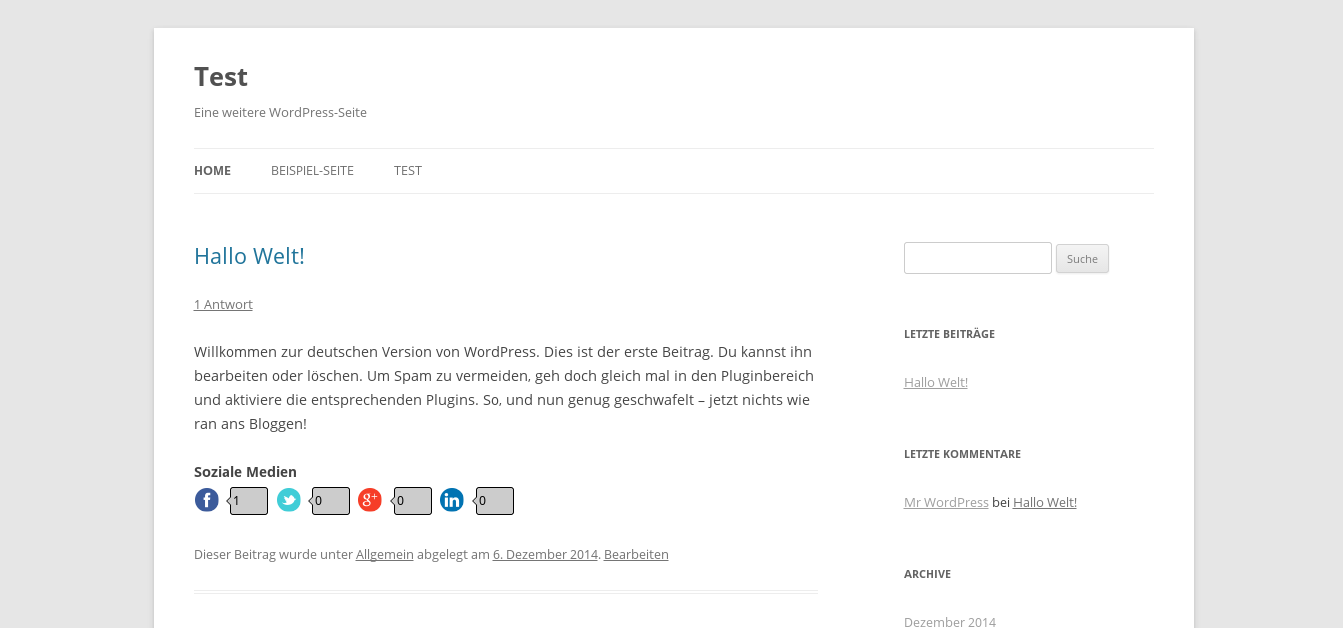 Test
Eine weitere WordPress-Seite
HOME BEISPIEL-SEITE TEST
Hallo Welt!
1 Antwort
Willkommen zur deutschen Version von WordPress. Dies ist der erste Beitrag. Du kannst ihn
bearbeiten oder löschen. Um Spam zu vermeiden, geh doch gleich mal in den Pluginbereich
und aktiviere die entsprechenden Plugins. So, und nun genug geschwafelt – jetzt nichts wie
ran ans Bloggen!
Soziale Medien
f 1 0 g+ 0 in 0
Dieser Beitrag wurde unter Allgemein abgelegt am 6. Dezember 2014. Bearbeiten
Suche
LETZTE BEITRÄGE
Hallo Welt!
LETZTE KOMMENTARE
Mr WordPress bei Hallo Welt!
ARCHIVE
Dezember 2014